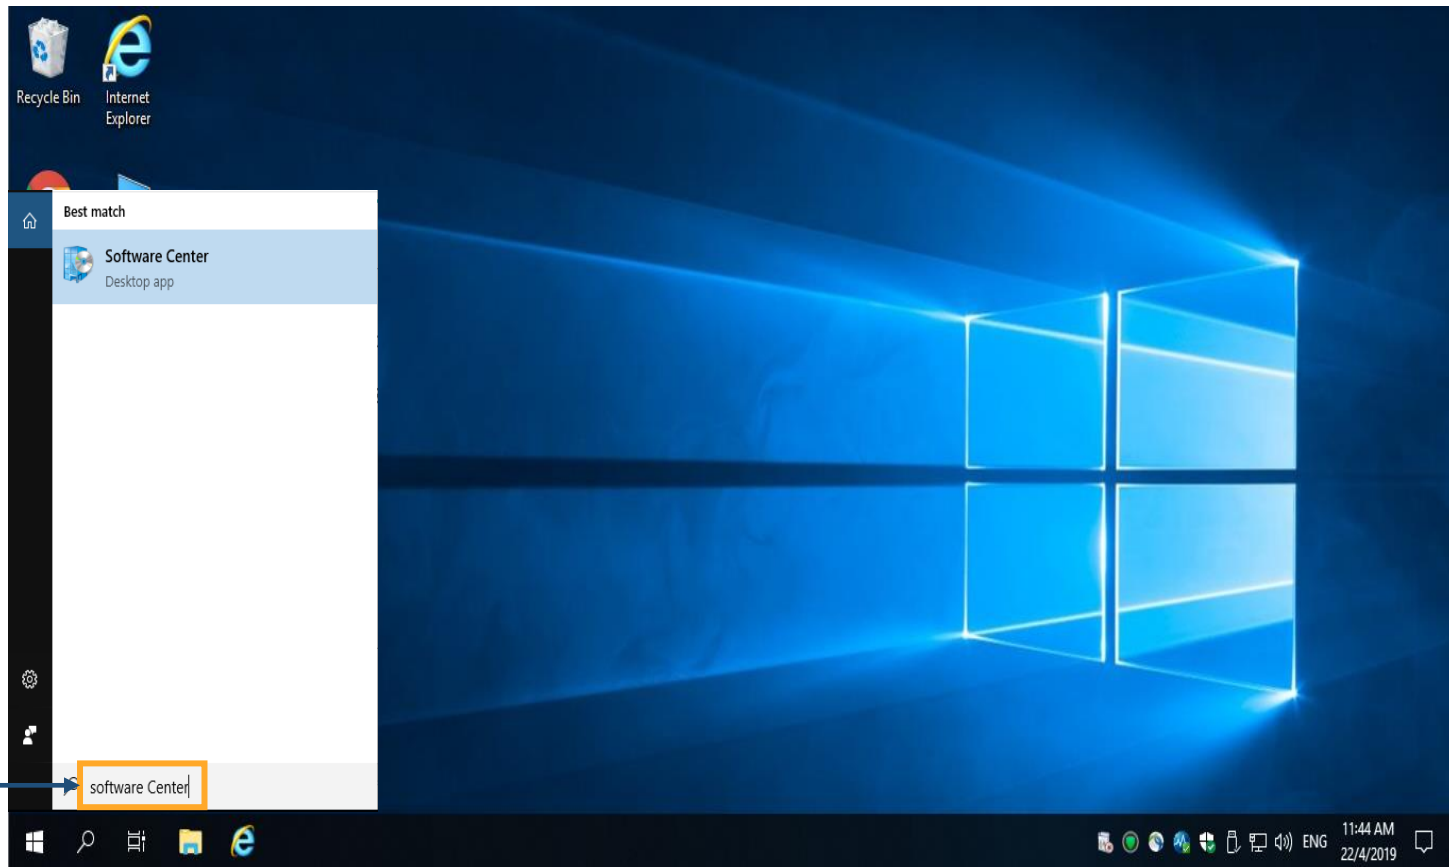 Recycle Bin
Internet
Explorer
Best match
Software Center
Desktop app
software Center
ENG
11:44 AM
22/4/2019